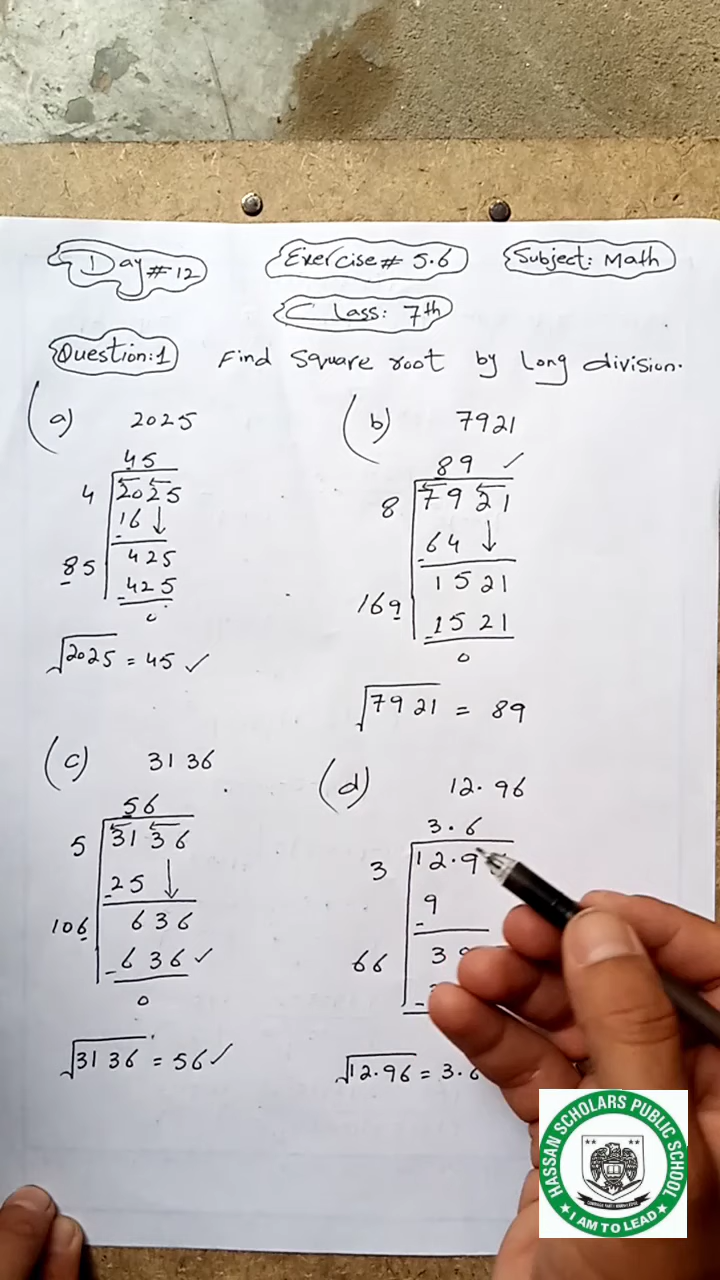 Day # 12
Exercise # 5.6
Subject: Math
Class: 7th
Question:1 Find Square root by Long division.
(a) 2025
45
4 2025
-16
85 425
-425
0
√2025 = 45 ✓
(b) 7921
89 ✓
8 7921
-64
169 1521
-1521
0
√7921 = 89
(c) 3136
56
5 3136
-25
106 636
-636 ✓
0
√3136 = 56 ✓
(d) 12.96
3.6
3 12.9
-9
66 3
-
√12.96 = 3.6
HASSAN SCHOLARS PUBLIC SCHOOL
★ I AM TO LEAD ★